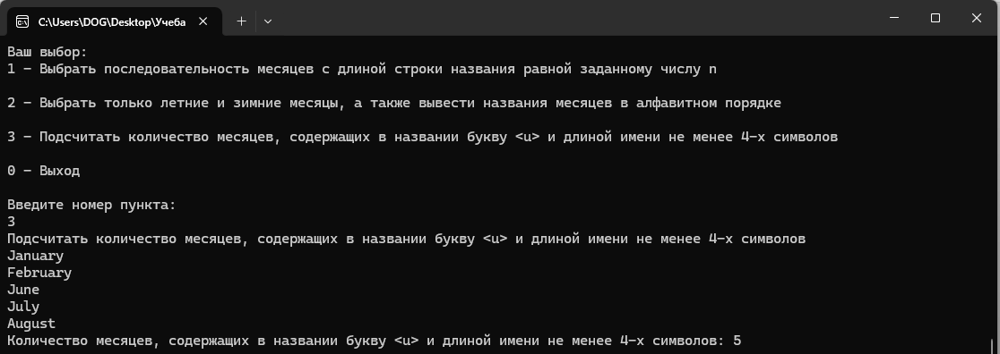 C:\Users\DOG\Desktop\Учеба
Ваш выбор:
1 - Выбрать последовательность месяцев с длиной строки названия равной заданному числу n
2 - Выбрать только летние и зимние месяцы, а также вывести названия месяцев в алфавитном порядке
3 - Подсчитать количество месяцев, содержащих в названии букву <u> и длиной имени не менее 4-х символов
0 - Выход
Введите номер пункта:
3
Подсчитать количество месяцев, содержащих в названии букву <u> и длиной имени не менее 4-х символов
January
February
June
July
August
Количество месяцев, содержащих в названии букву <u> и длиной имени не менее 4-х символов: 5